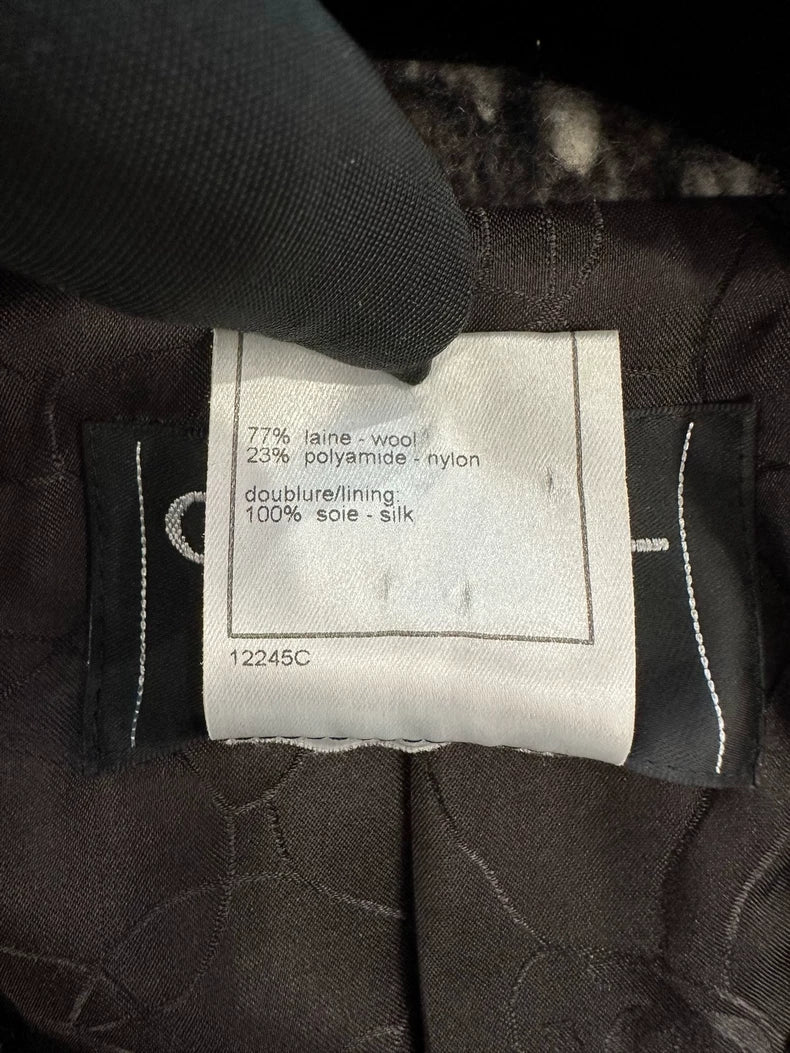 77% laine - wool
23% polyamide - nylon
doublure/lining:
100% soie - silk
12245C